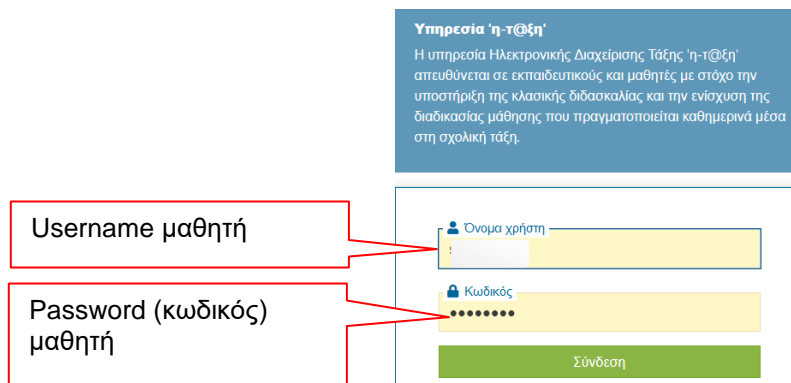 Υπηρεσία 'η-τ@ξη'
Η υπηρεσία Ηλεκτρονικής Διαχείρισης Τάξης 'η-τ@ξη'
απευθύνεται σε εκπαιδευτικούς και μαθητές με στόχο την
υποστήριξη της κλασικής διδασκαλίας και την ενίσχυση της
διαδικασίας μάθησης που πραγματοποιείται καθημερινά μέσα
στη σχολική τάξη.
Username μαθητή
Όνομα χρήστη
Password (κωδικός)
μαθητή
Κωδικός
••••••••
Σύνδεση